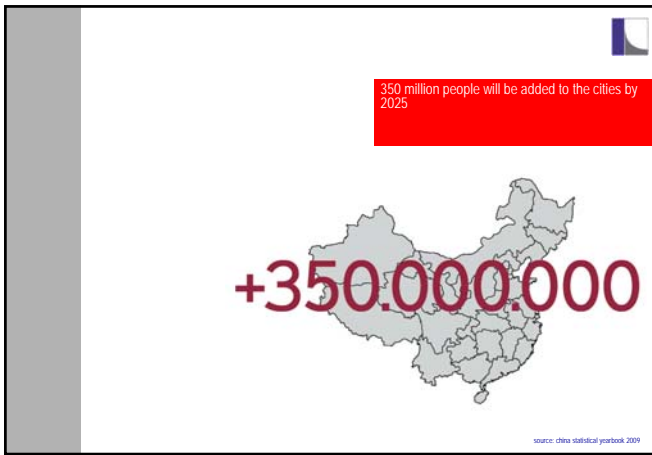 350 million people will be added to the cities by
2025
+350.000.000
source: china statistical yearbook 2009